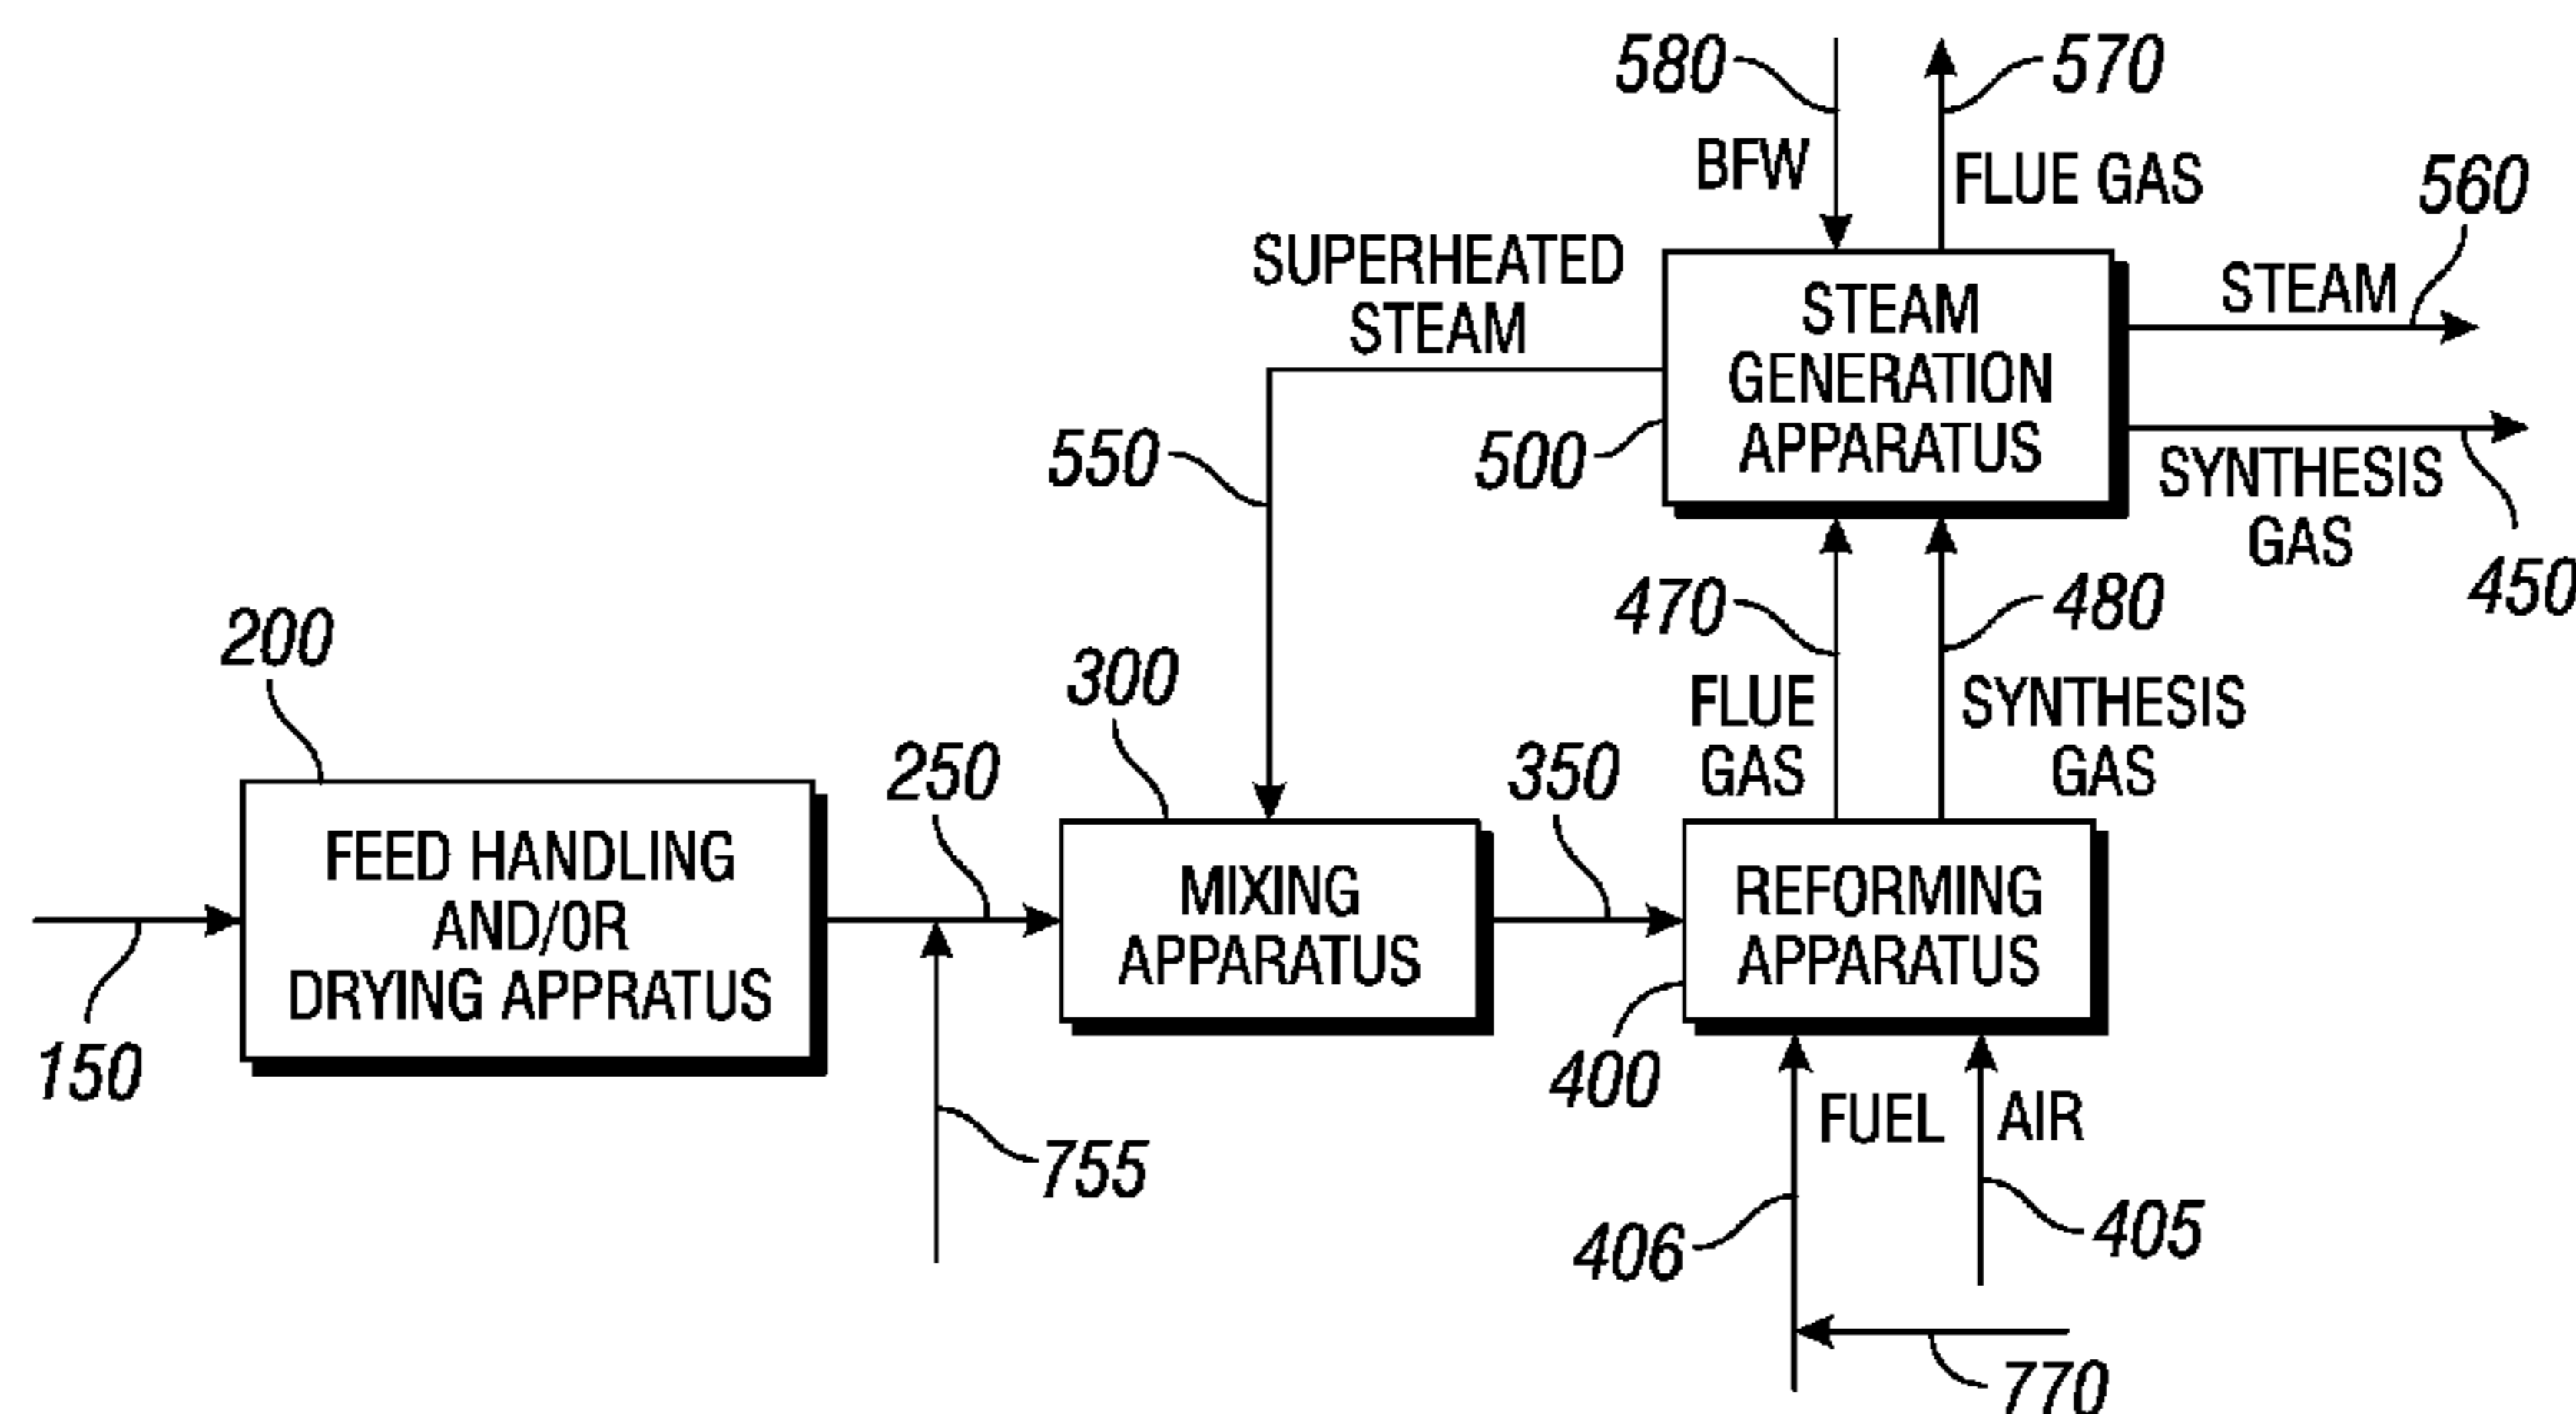 580
570
BFW
FLUE GAS
560
SUPERHEATED
STEAM
STEAM
GENERATION
APPARATUS
STEAM
550
500
SYNTHESIS
GAS
450
470
480
FLUE
GAS
SYNTHESIS
GAS
200
300
250
350
FEED HANDLING
AND/OR
DRYING APPRATUS
MIXING
APPARATUS
REFORMING
APPARATUS
150
755
400
FUEL
AIR
406
405
770